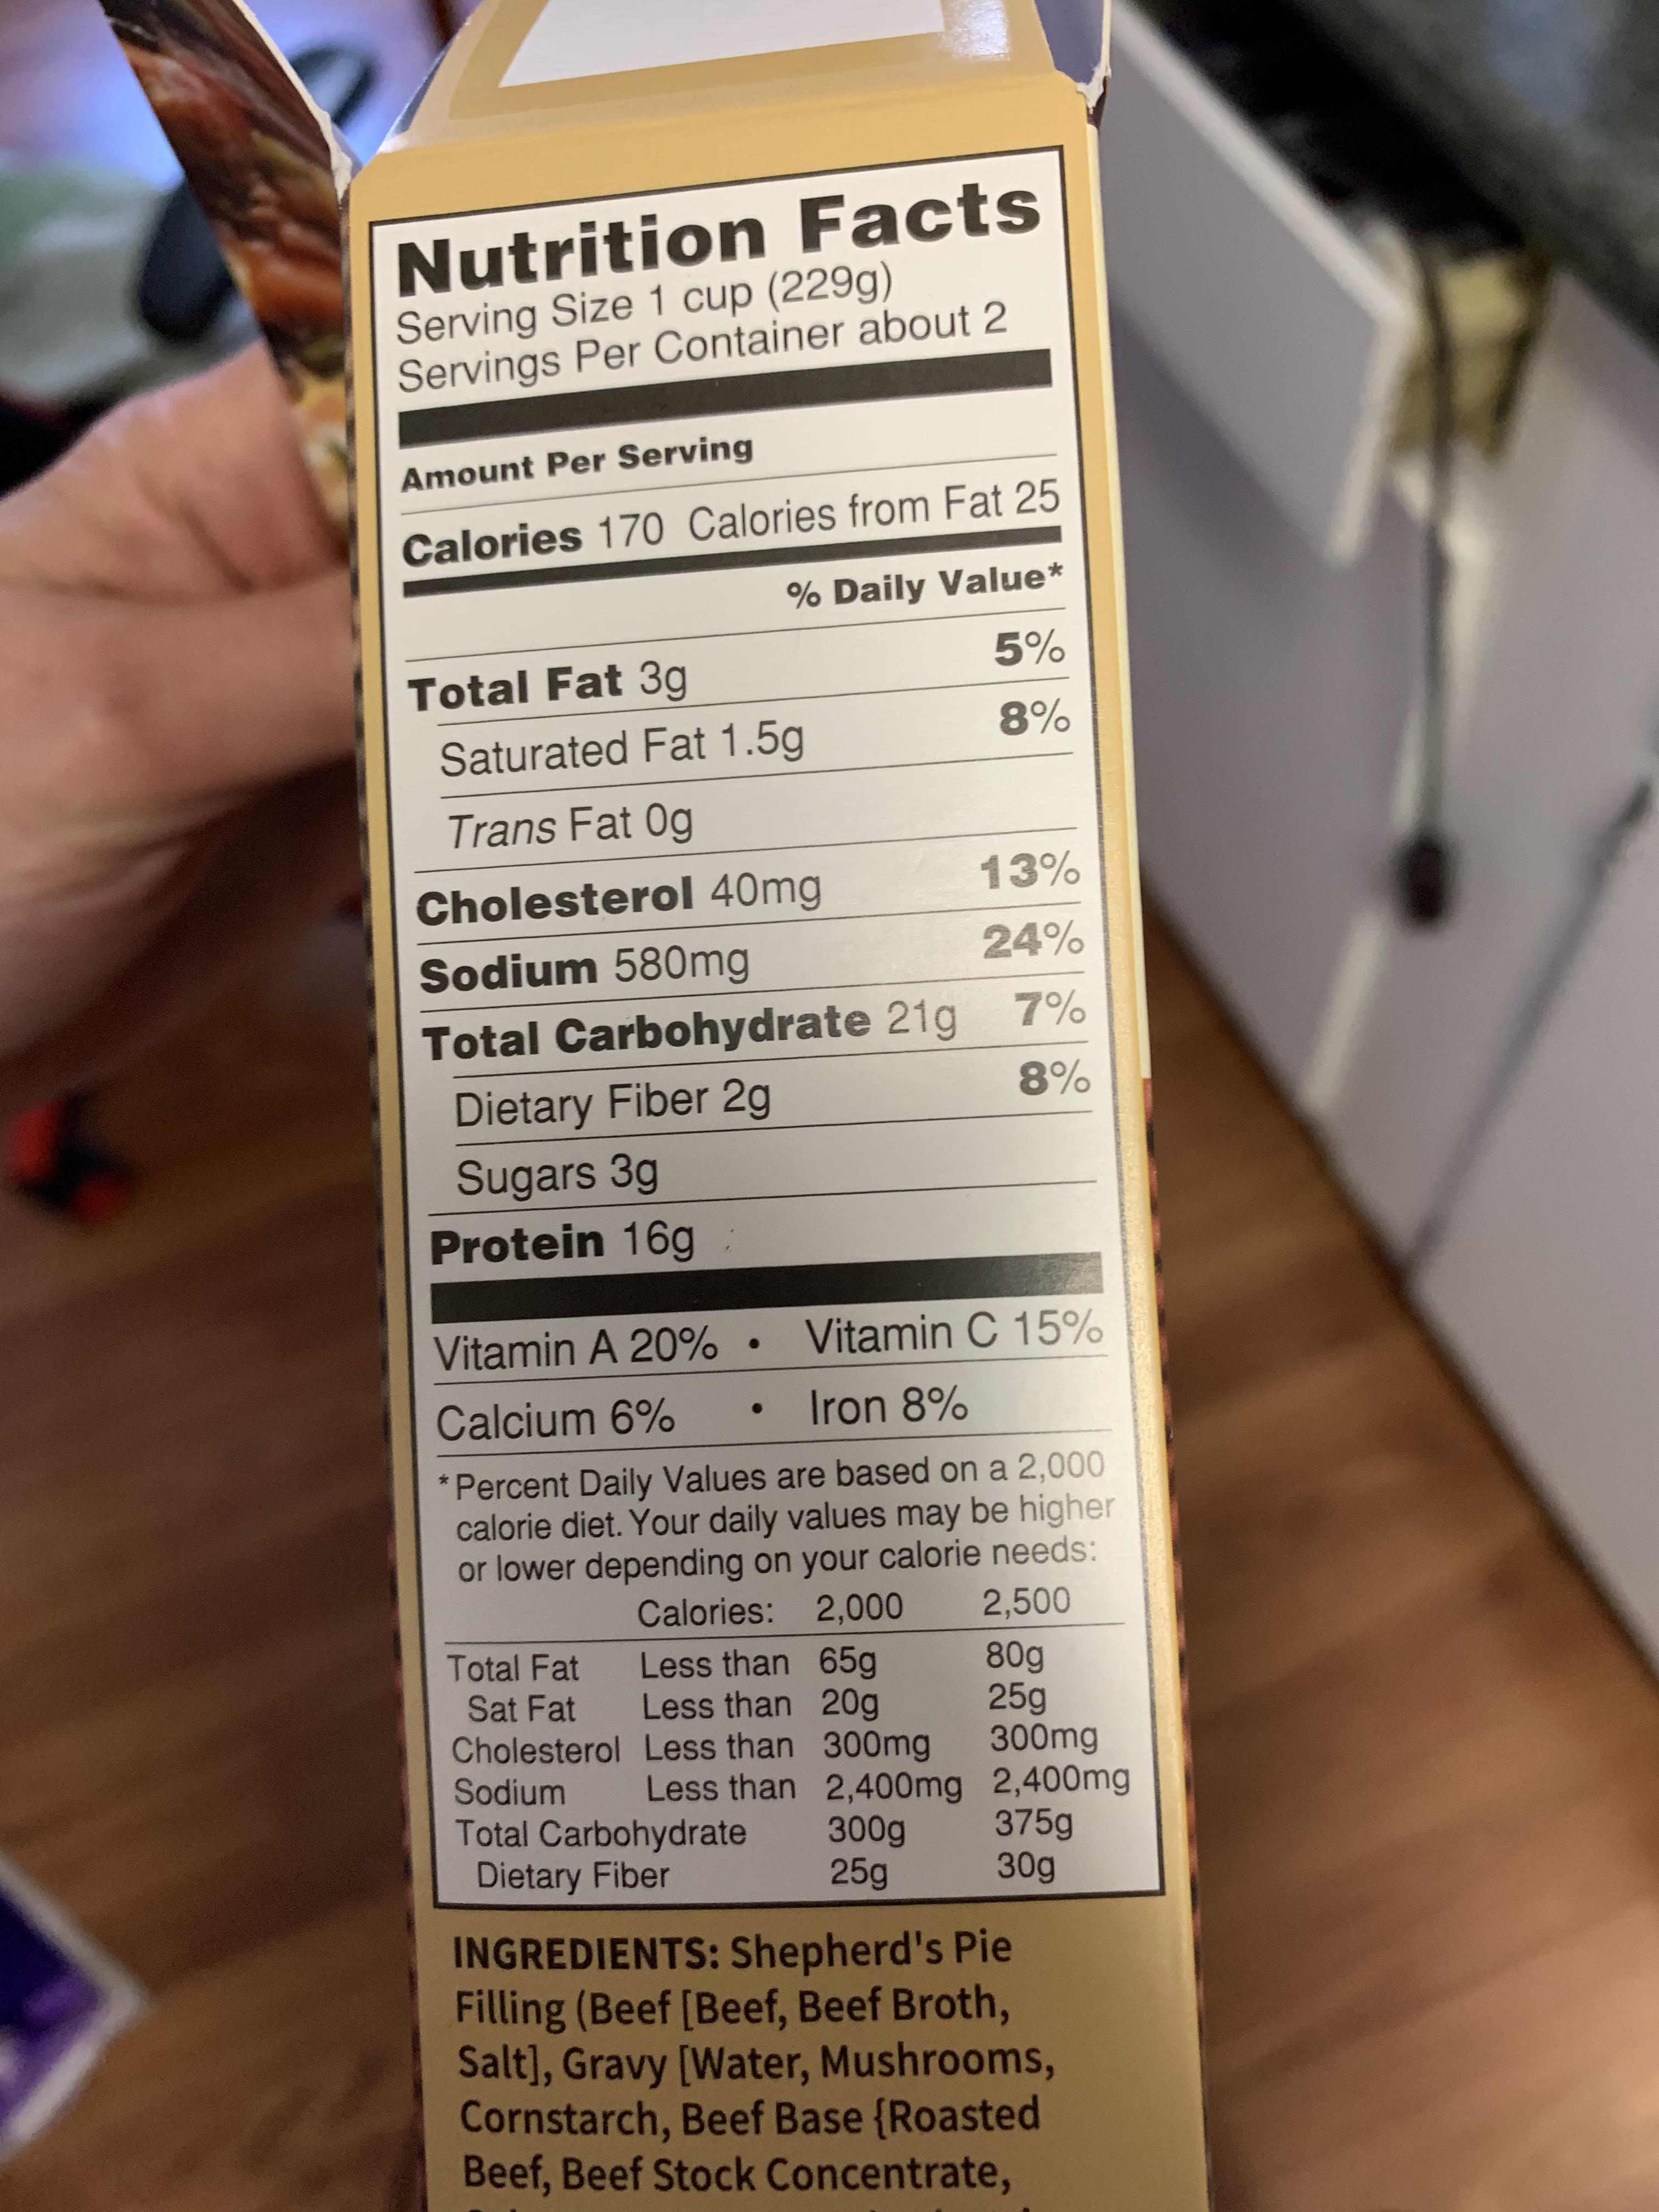 Nutrition Facts
Serving Size 1 cup (229g)
Servings Per Container about 2
Amount Per Serving
Calories 170 Calories from Fat 25
% Daily Value*
Total Fat 3g 5%
Saturated Fat 1.5g 8%
Trans Fat 0g
Cholesterol 40mg 13%
Sodium 580mg 24%
Total Carbohydrate 21g 7%
Dietary Fiber 2g 8%
Sugars 3g
Protein 16g
Vitamin A 20% • Vitamin C 15%
Calcium 6% • Iron 8%
*Percent Daily Values are based on a 2,000
calorie diet. Your daily values may be higher
or lower depending on your calorie needs:
Calories: 2,000 2,500
Total Fat Less than 65g 80g
Sat Fat Less than 20g 25g
Cholesterol Less than 300mg 300mg
Sodium Less than 2,400mg 2,400mg
Total Carbohydrate 300g 375g
Dietary Fiber 25g 30g
INGREDIENTS: Shepherd's Pie
Filling (Beef [Beef, Beef Broth,
Salt], Gravy [Water, Mushrooms,
Cornstarch, Beef Base {Roasted
Beef, Beef Stock Concentrate,